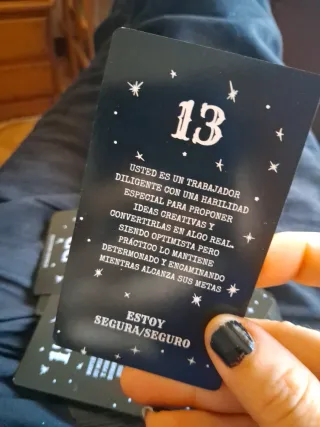 13
USTED ES UN TRABAJADOR
DILIGENTE CON UNA HABILIDAD
ESPECIAL PARA PROPONER
IDEAS CREATIVAS Y
CONVERTIRLAS EN ALGO REAL.
SIENDO OPTIMISTA PERO
PRÁCTICO LO MANTIENE
DETERMONADO Y ENCAMINANDO
MIENTRAS ALCANZA SUS METAS
ESTOY
SEGURA/SEGURO